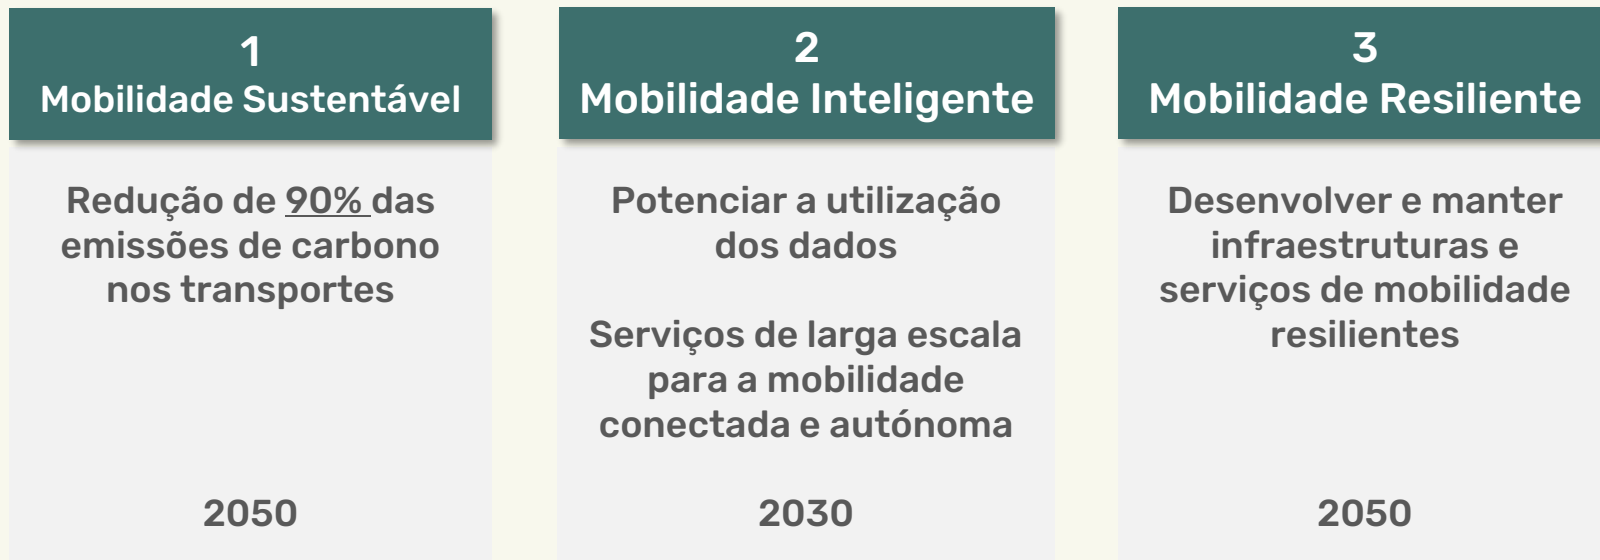 1
Mobilidade Sustentável
Redução de 90% das
emissões de carbono
nos transportes
2050
2
Mobilidade Inteligente
Potenciar a utilização
dos dados
Serviços de larga escala
para a mobilidade
conectada e autónoma
2030
3
Mobilidade Resiliente
Desenvolver e manter
infraestruturas e
serviços de mobilidade
resilientes
2050